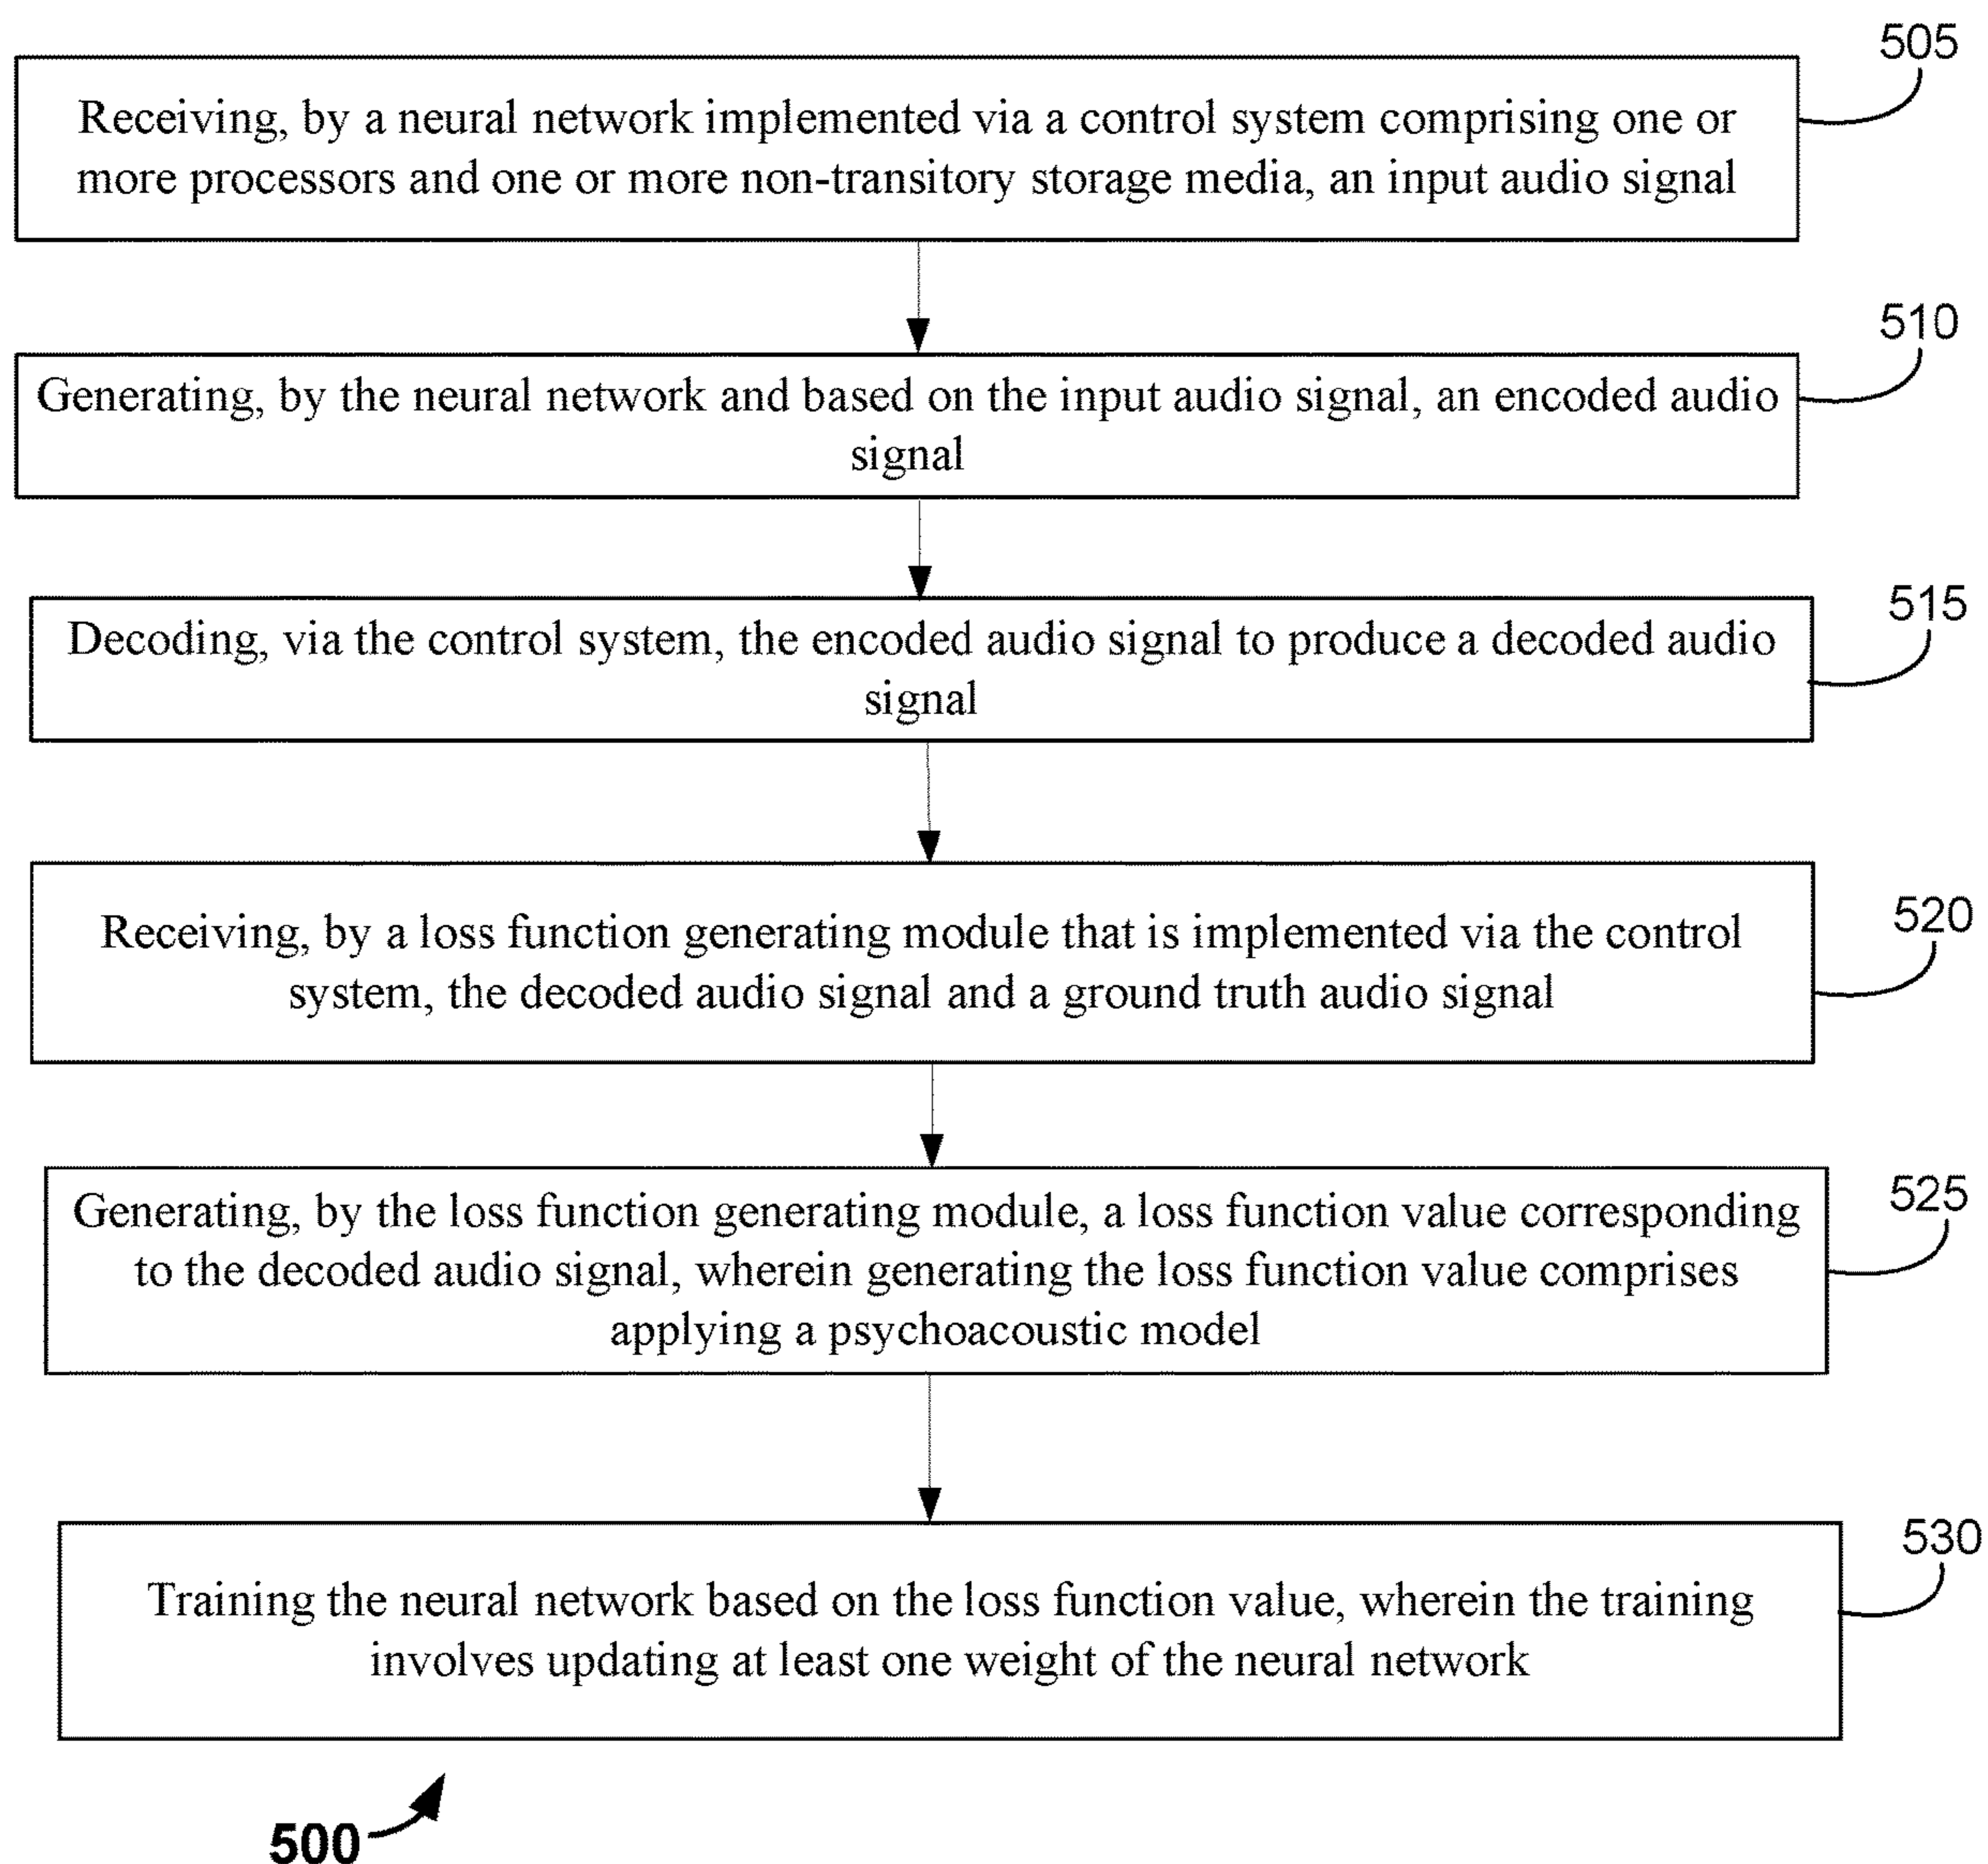 505
Receiving, by a neural network implemented via a control system comprising one or
more processors and one or more non-transitory storage media, an input audio signal
510
Generating, by the neural network and based on the input audio signal, an encoded audio
signal
515
Decoding, via the control system, the encoded audio signal to produce a decoded audio
signal
520
Receiving, by a loss function generating module that is implemented via the control
system, the decoded audio signal and a ground truth audio signal
525
Generating, by the loss function generating module, a loss function value corresponding
to the decoded audio signal, wherein generating the loss function value comprises
applying a psychoacoustic model
530
Training the neural network based on the loss function value, wherein the training
involves updating at least one weight of the neural network
500